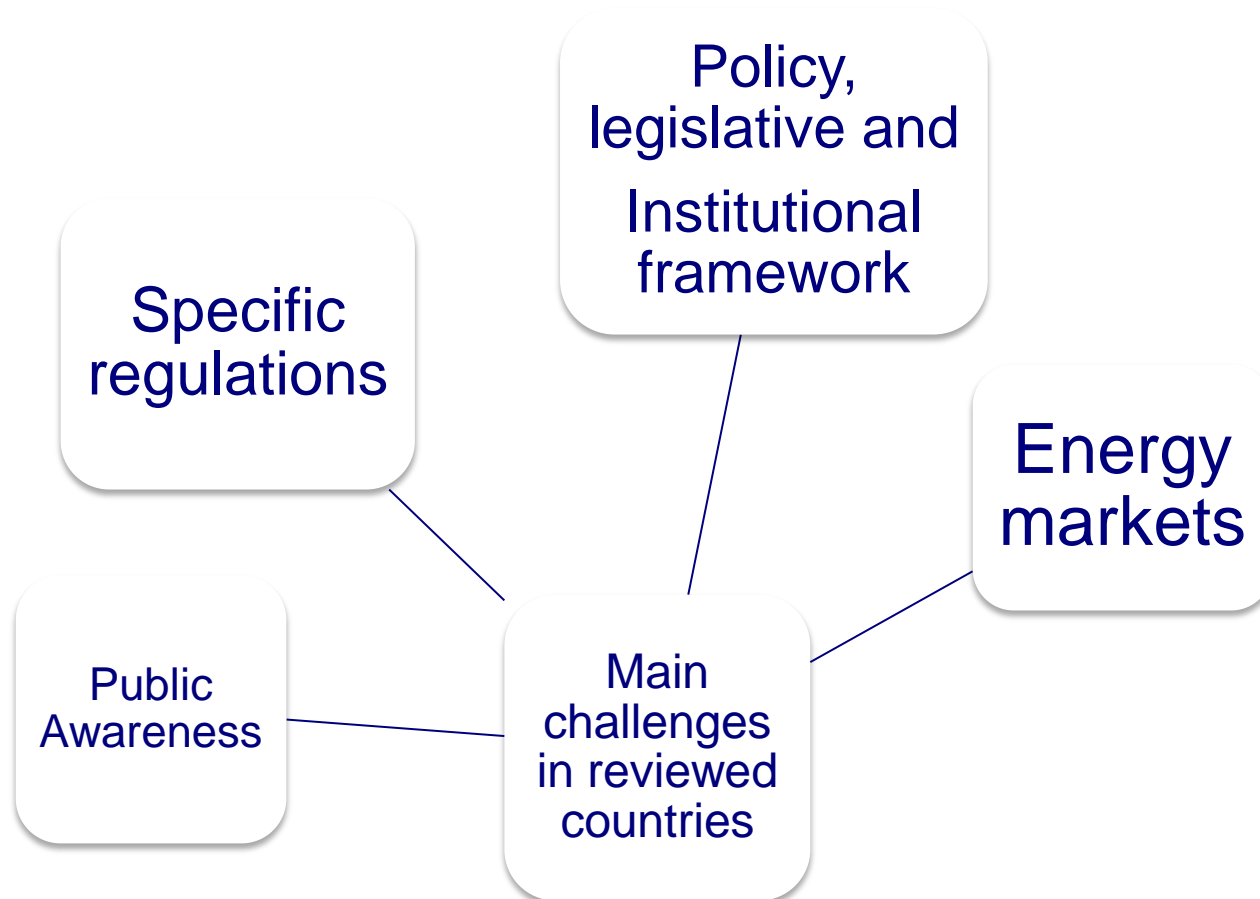 Policy,
legislative and
Institutional
framework
Specific
regulations
Energy
markets
Public
Awareness
Main
challenges
in reviewed
countries